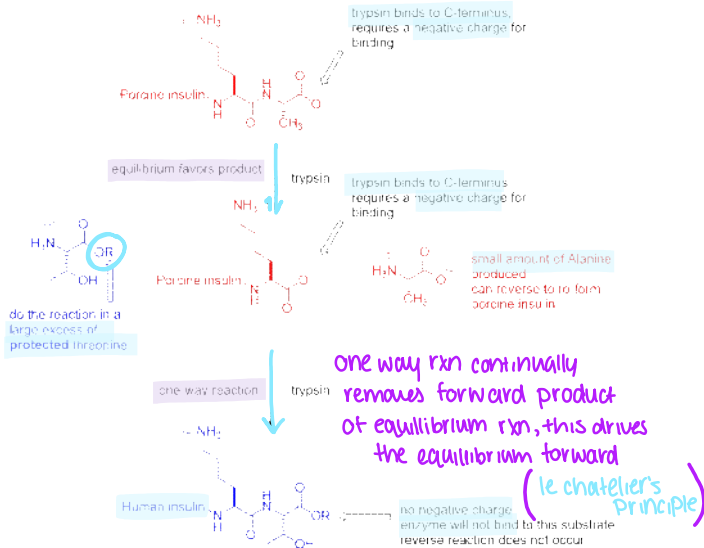 NH3
trypsin binds to C-terminus,
requires a negative charge for
binding
Porcine insulin
N
H
H
N
O
O
O
CH3
equilibrium favors product
trypsin
trypsin binds to C-terminus
requires a negative charge for
binding
NH3
O
H2N
OR
OH
Porcine insulin
N
H
O
O
H3N
O
O
CH3
small amount of Alanine
produced
can reverse to re form
porcine insulin
do the reaction in a
large excess of
protected threonine
one way reaction
trypsin
one way rxn continually
removes forward product
of equillibrium rxn, this drives
the equillibrium forward
(le chatelier's
principle)
NH3
Human insulin
N
H
H
N
O
O
OR
no negative charge
enzyme will not bind to this substrate
reverse reaction does not occur